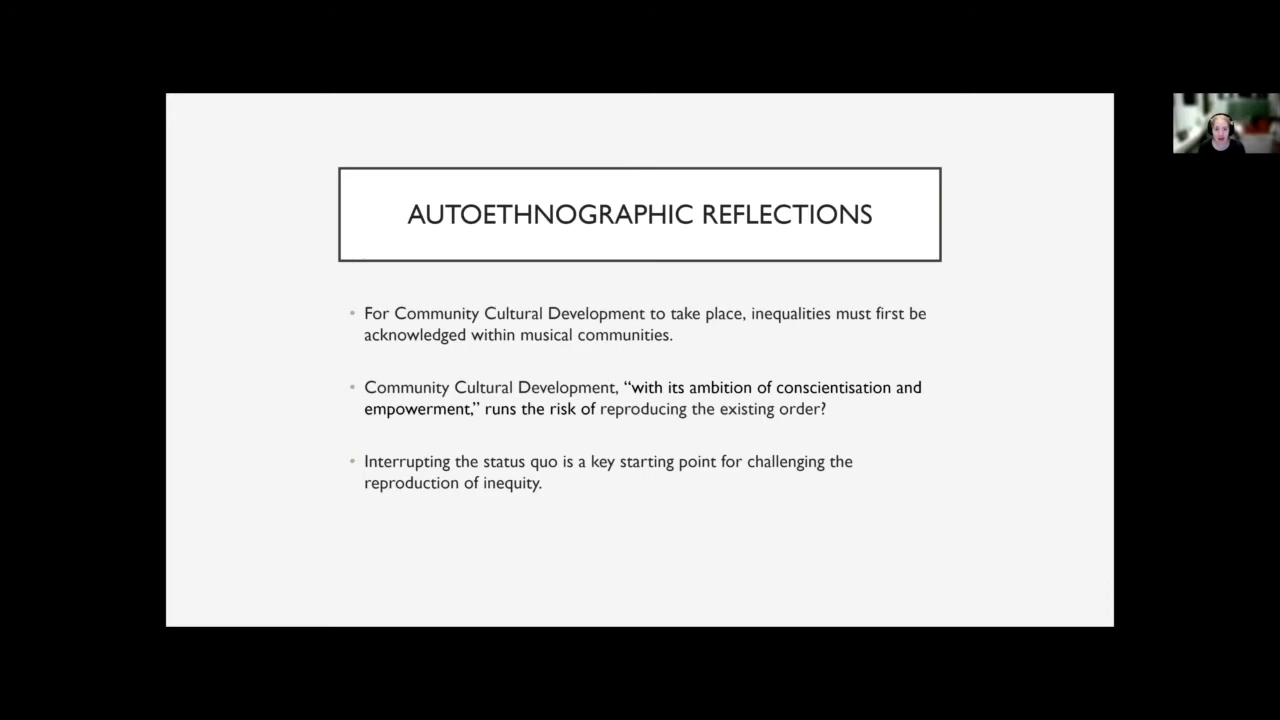 AUTOETHNOGRAPHIC REFLECTIONS
• For Community Cultural Development to take place, inequalities must first be
acknowledged within musical communities.
• Community Cultural Development, “with its ambition of conscientisation and
empowerment,” runs the risk of reproducing the existing order?
• Interrupting the status quo is a key starting point for challenging the
reproduction of inequity.